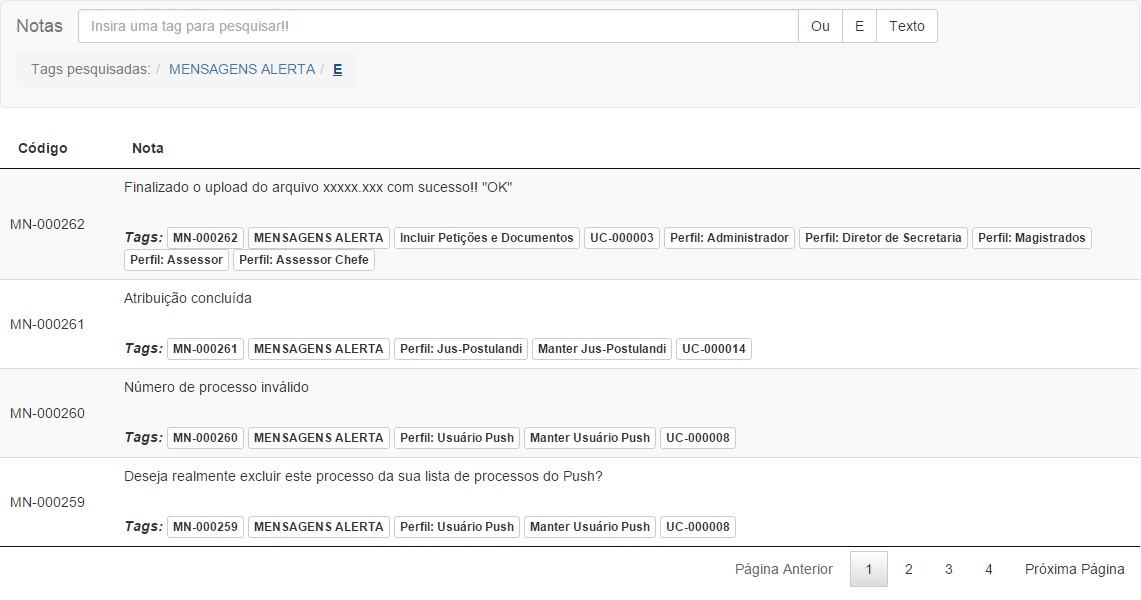 Notas Insira uma tag para pesquisar!! Ou E Texto
Tags pesquisadas: / MENSAGENS ALERTA / E
Código Nota
Finalizado o upload do arquivo xxxxx.xxx com sucesso!! "OK"
MN-000262
Tags: MN-000262 MENSAGENS ALERTA Incluir Petições e Documentos UC-000003 Perfil: Administrador Perfil: Diretor de Secretaria Perfil: Magistrados
Perfil: Assessor Perfil: Assessor Chefe
Atribuição concluída
MN-000261
Tags: MN-000261 MENSAGENS ALERTA Perfil: Jus-Postulandi Manter Jus-Postulandi UC-000014
Número de processo inválido
MN-000260
Tags: MN-000260 MENSAGENS ALERTA Perfil: Usuário Push Manter Usuário Push UC-000008
Deseja realmente excluir este processo da sua lista de processos do Push?
MN-000259
Tags: MN-000259 MENSAGENS ALERTA Perfil: Usuário Push Manter Usuário Push UC-000008
Página Anterior 1 2 3 4 Próxima Página